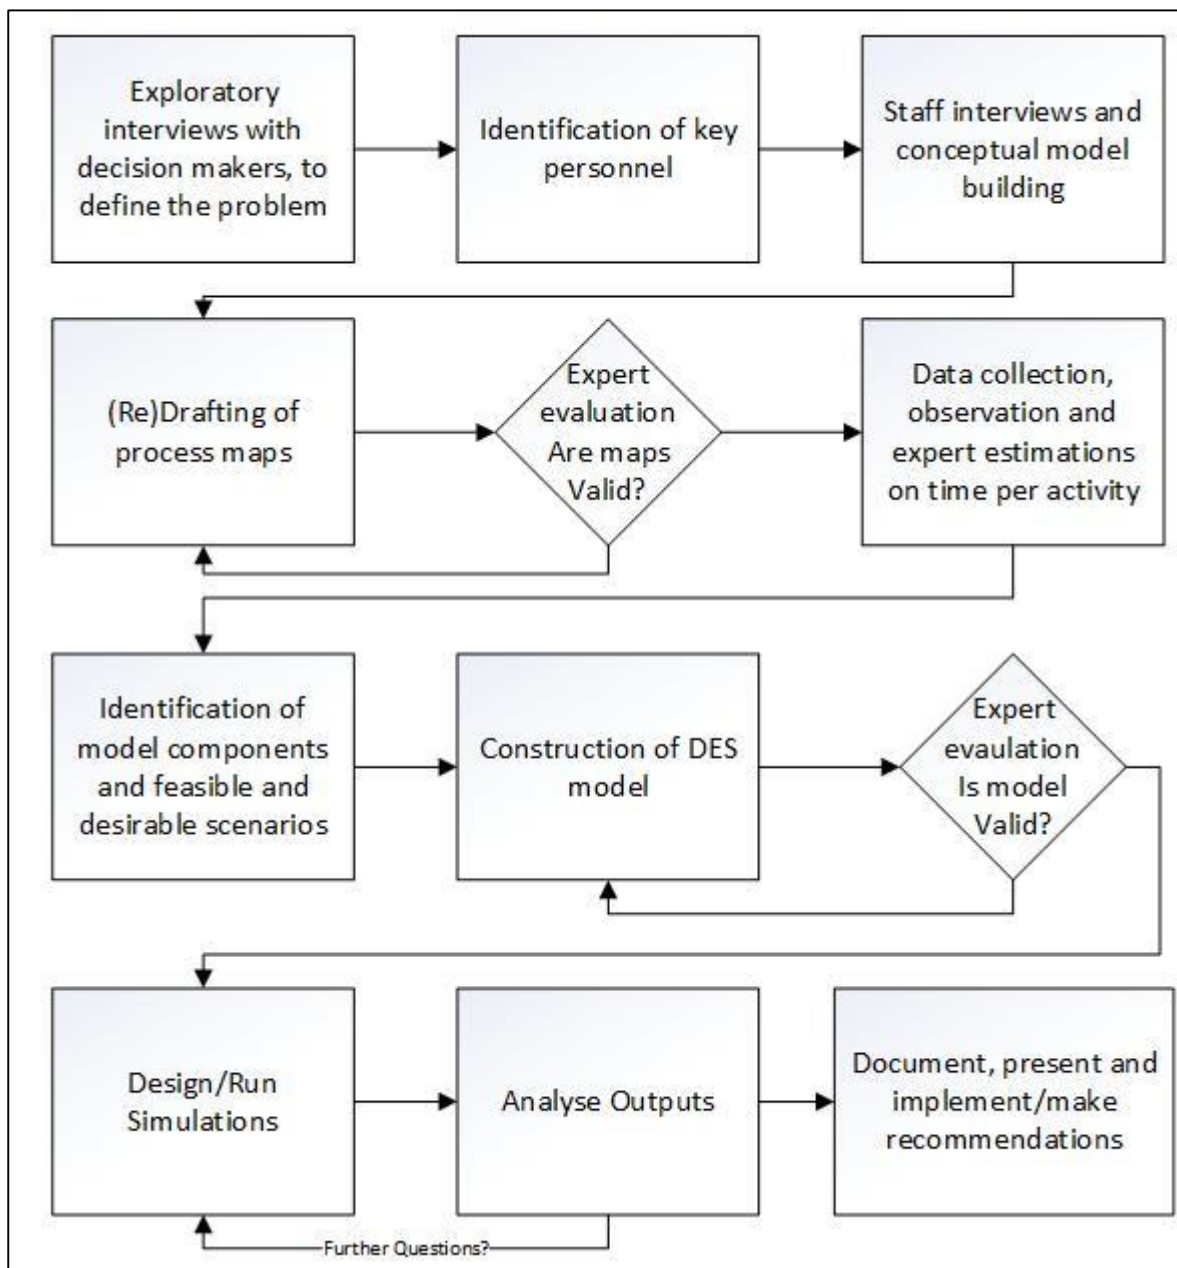 Exploratory
interviews with
decision makers, to
define the problem
Identification of key
personnel
Staff interviews and
conceptual model
building
(Re)Drafting of
process maps
Expert
evaluation
Are maps
Valid?
Data collection,
observation and
expert estimations
on time per activity
Identification of
model components
and feasible and
desirable scenarios
Construction of DES
model
Expert
evaulation
Is model
Valid?
Design/Run
Simulations
Analyse Outputs
Document, present and
implement/make
recommendations
Further Questions?